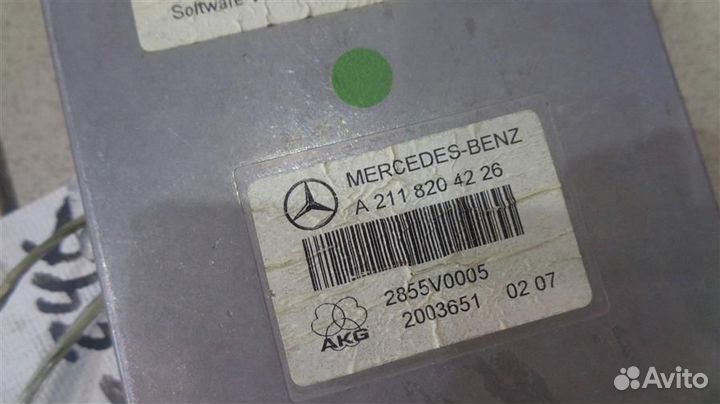 Software
MERCEDES-BENZ
A 211 820 42 26
2855V0005
2003651 02 07
AKG
Avito